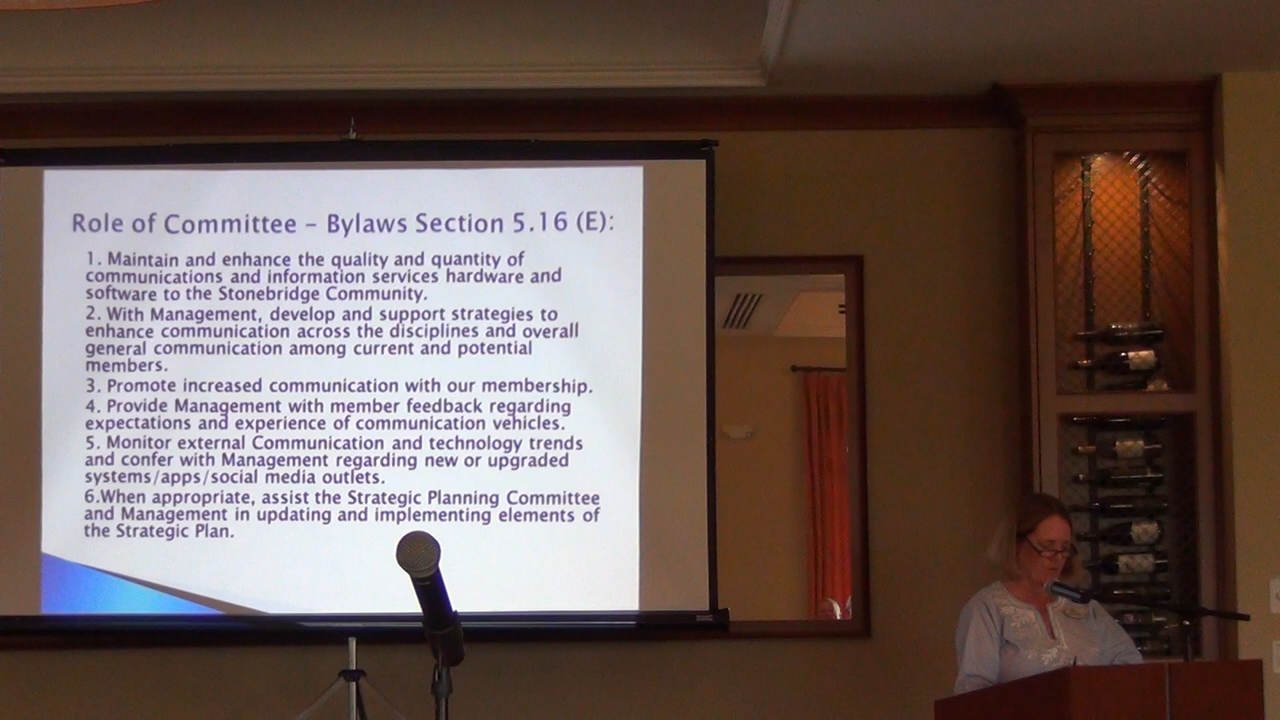 Role of Committee – Bylaws Section 5.16 (E):
1. Maintain and enhance the quality and quantity of
communications and information services hardware and
software to the Stonebridge Community.
2. With Management, develop and support strategies to
enhance communication across the disciplines and overall
general communication among current and potential
members.
3. Promote increased communication with our membership.
4. Provide Management with member feedback regarding
expectations and experience of communication vehicles.
5. Monitor external Communication and technology trends
and confer with Management regarding new or upgraded
systems/apps/social media outlets.
6.When appropriate, assist the Strategic Planning Committee
and Management in updating and implementing elements of
the Strategic Plan.